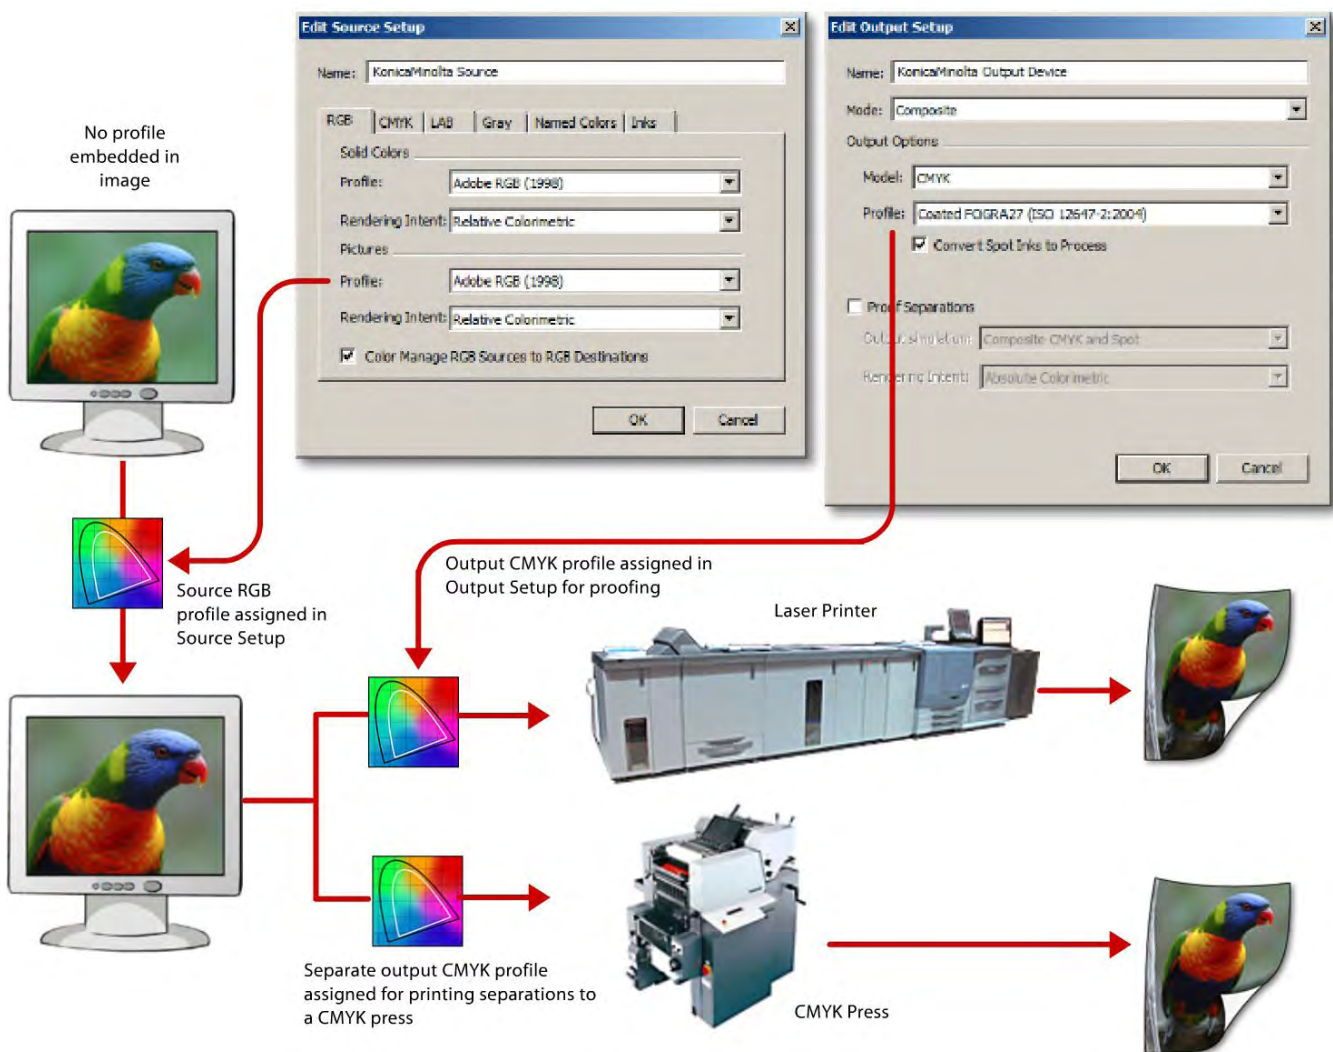 Edit Source Setup
Name: KonicaMinolta Source
RGB CMYK LAB Gray Named Colors Inks
Solid Colors
Profile: Adobe RGB (1998)
Rendering Intent: Relative Colorimetric
Pictures
Profile: Adobe RGB (1998)
Rendering Intent: Relative Colorimetric
Color Manage RGB Sources to RGB Destinations
OK Cancel
Edit Output Setup
Name: KonicaMinolta Output Device
Mode: Composite
Output Options
Model: CMYK
Profile: Coated FOGRA27 (ISO 12647-2:2004)
Convert Spot Inks to Process
Proof Separations
Output simulation: Composite CMYK and Spot
Rendering Intent: Absolute Colorimetric
OK Cancel
No profile
embedded in
image
Source RGB
profile assigned in
Source Setup
Output CMYK profile assigned in
Output Setup for proofing
Laser Printer
Separate output CMYK profile
assigned for printing separations to
a CMYK press
CMYK Press